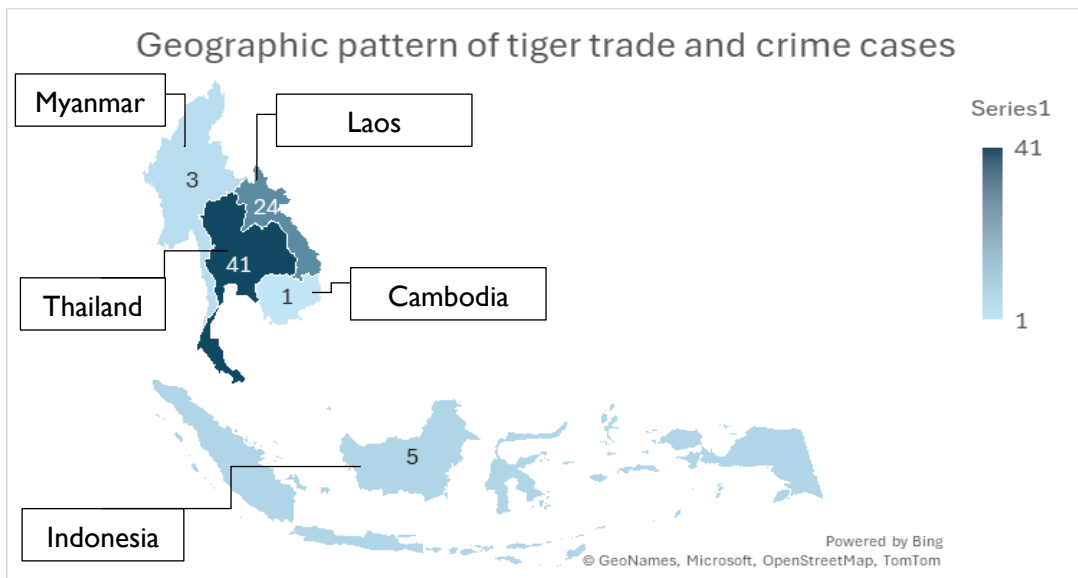 Geographic pattern of tiger trade and crime cases
Myanmar
Laos
Series1
41
1
3
24
41
1
Thailand
Cambodia
5
Indonesia
Powered by Bing
© GeoNames, Microsoft, OpenStreetMap, TomTom